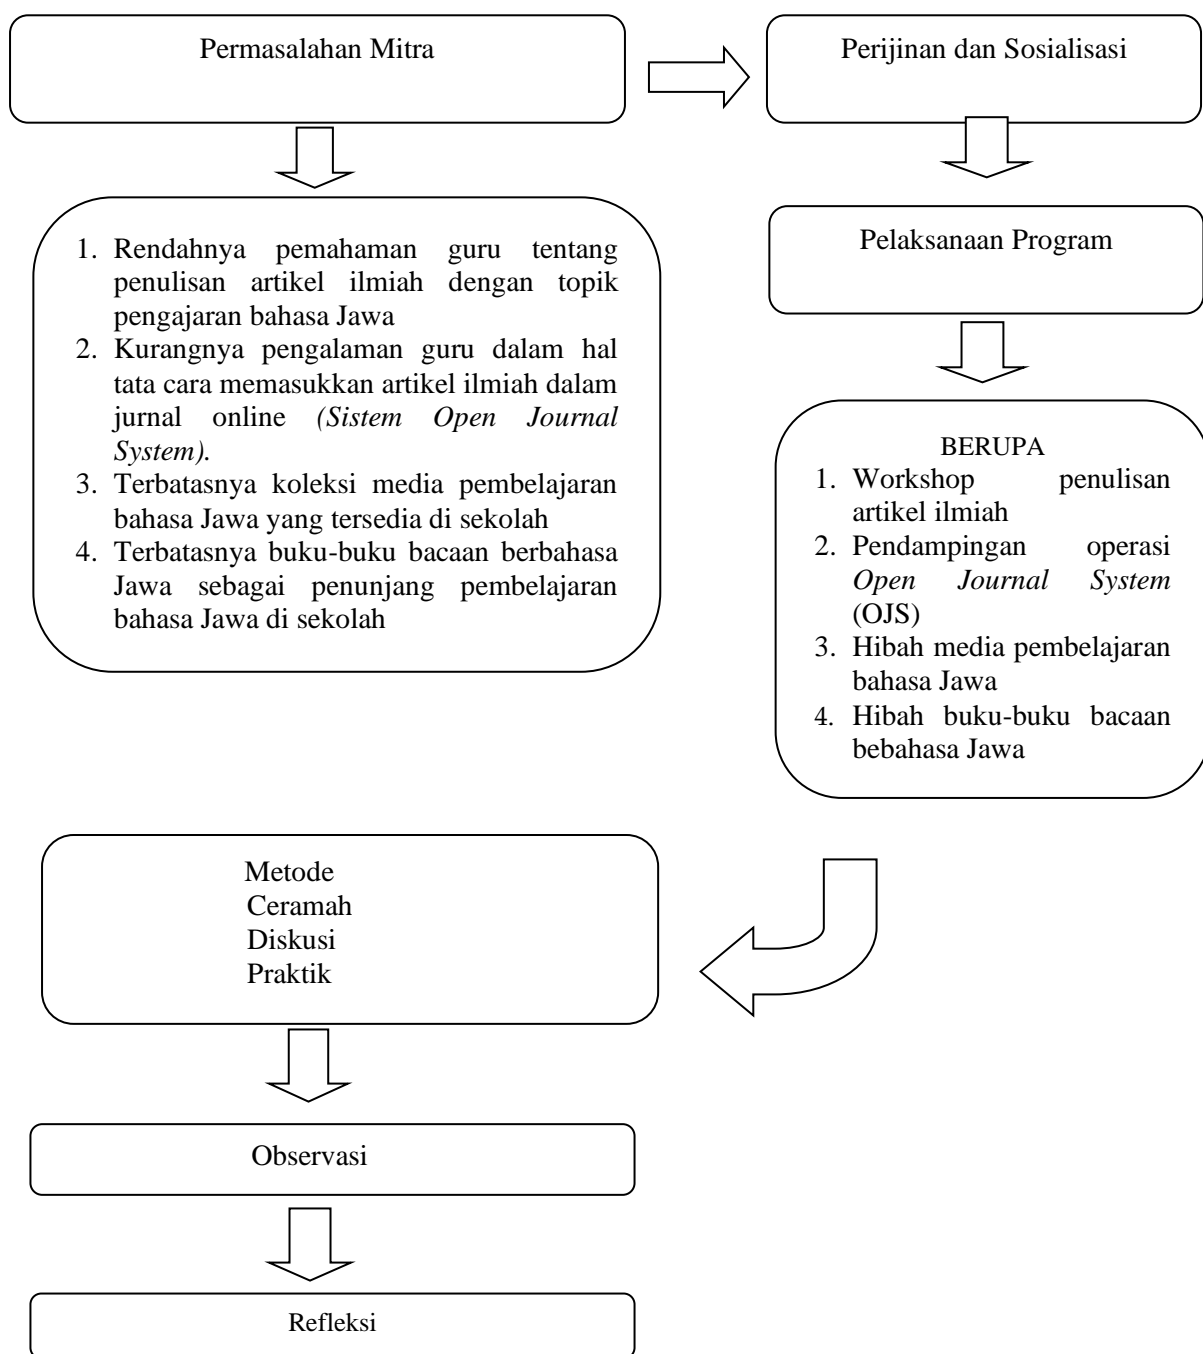 Permasalahan Mitra
Perijinan dan Sosialisasi
1. Rendahnya pemahaman guru tentang
penulisan artikel ilmiah dengan topik
pengajaran bahasa Jawa
2. Kurangnya pengalaman guru dalam hal
tata cara memasukkan artikel ilmiah dalam
jurnal online (Sistem Open Journal
System).
3. Terbatasnya koleksi media pembelajaran
bahasa Jawa yang tersedia di sekolah
4. Terbatasnya buku-buku bacaan berbahasa
Jawa sebagai penunjang pembelajaran
bahasa Jawa di sekolah
Pelaksanaan Program
BERUPA
1. Workshop penulisan
artikel ilmiah
2. Pendampingan operasi
Open Journal System
(OJS)
3. Hibah media pembelajaran
bahasa Jawa
4. Hibah buku-buku bacaan
bebahasa Jawa
Metode
Ceramah
Diskusi
Praktik
Observasi
Refleksi